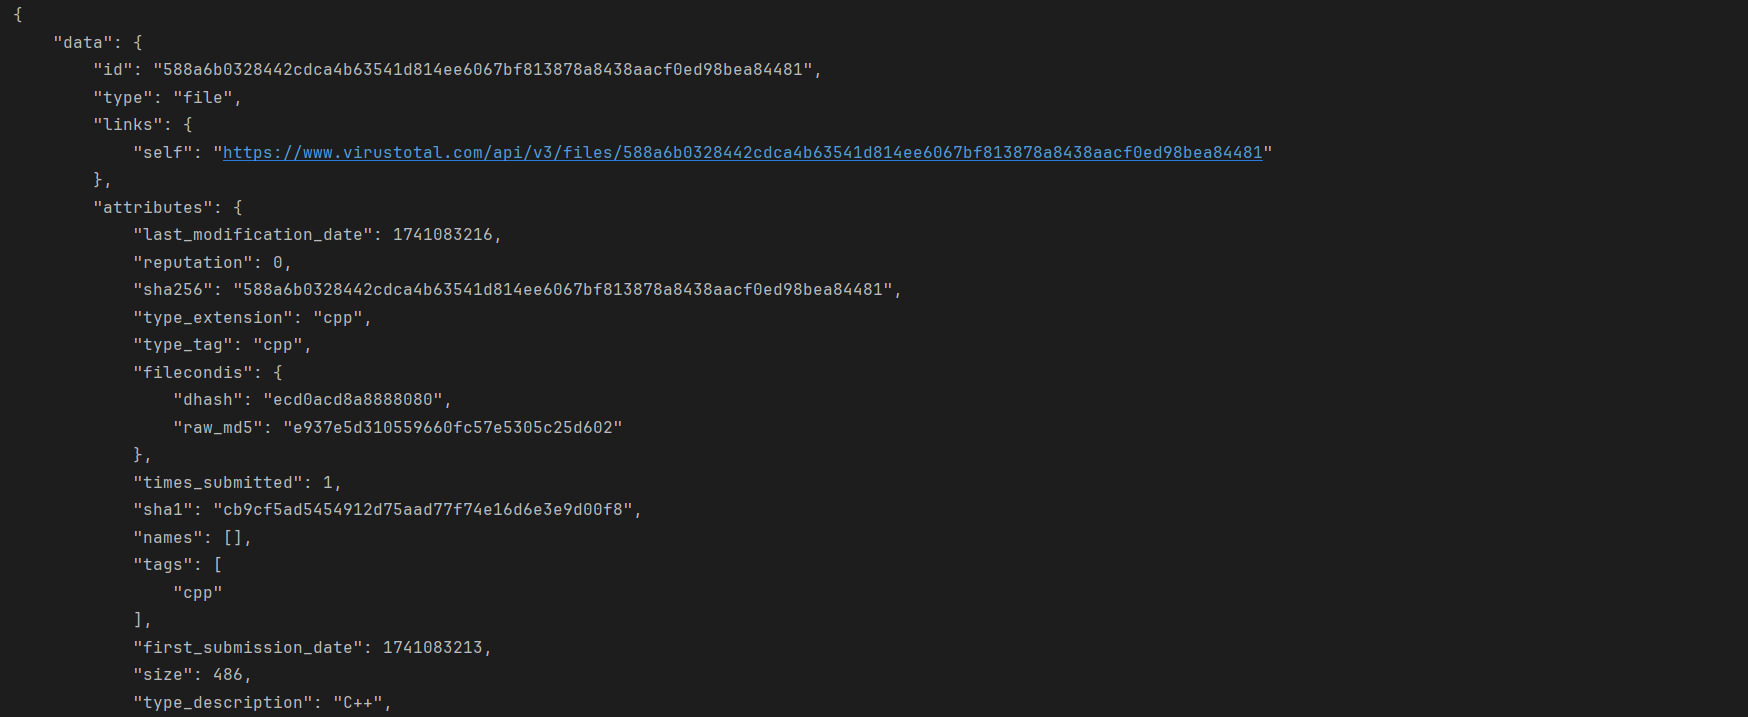 {
    "data": {
        "id": "588a6b0328442cdca4b63541d814ee6067bf813878a8438aacf0ed98bea84481",
        "type": "file",
        "links": {
            "self": "https://www.virustotal.com/api/v3/files/588a6b0328442cdca4b63541d814ee6067bf813878a8438aacf0ed98bea84481"
        },
        "attributes": {
            "last_modification_date": 1741083216,
            "reputation": 0,
            "sha256": "588a6b0328442cdca4b63541d814ee6067bf813878a8438aacf0ed98bea84481",
            "type_extension": "cpp",
            "type_tag": "cpp",
            "filecondis": {
                "dhash": "ecd0acd8a8888080",
                "raw_md5": "e937e5d310559660fc57e5305c25d602"
            },
            "times_submitted": 1,
            "sha1": "cb9cf5ad5454912d75aad77f74e16d6e3e9d00f8",
            "names": [],
            "tags": [
                "cpp"
            ],
            "first_submission_date": 1741083213,
            "size": 486,
            "type_description": "C++",